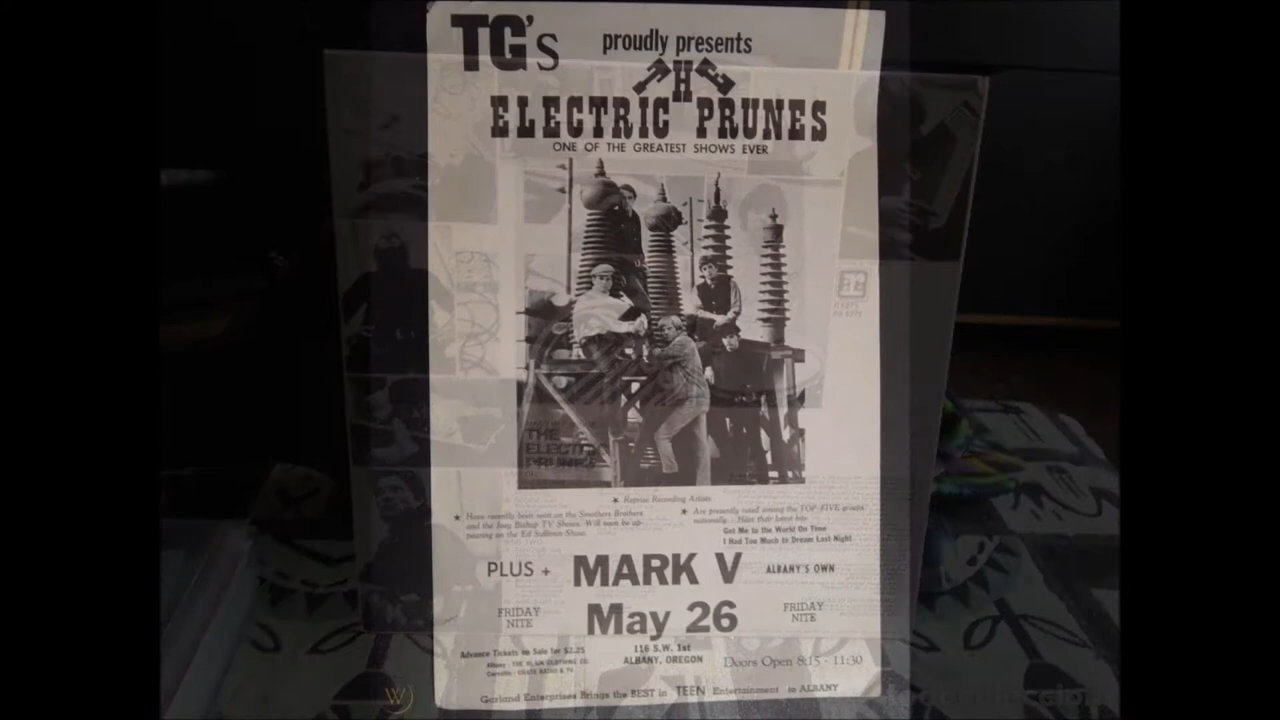 TG's proudly presents
THE
ELECTRIC PRUNES
ONE OF THE GREATEST SHOWS EVER
THE
ELECTRIC
PRUNES
★ Reprise Recording Artists
★ Have recently been seen on the Smothers Brothers
and the Joey Bishop TV Shows. Will soon be ap-
pearing on the Ed Sullivan Show.
★ Are presently rated among the TOP-FIVE groups
nationally . . Hear their latest hits
Get Me to the World On Time
I Had Too Much to Dream Last Night
PLUS + MARK V ALBANY'S OWN
FRIDAY
NITE
May 26
FRIDAY
NITE
Advance Tickets on Sale for $2.25
116 S.W. 1st
ALBANY, OREGON
Doors Open 8:15 - 11:30
Garland Enterprises Brings the BEST in TEEN Entertainment to ALBANY